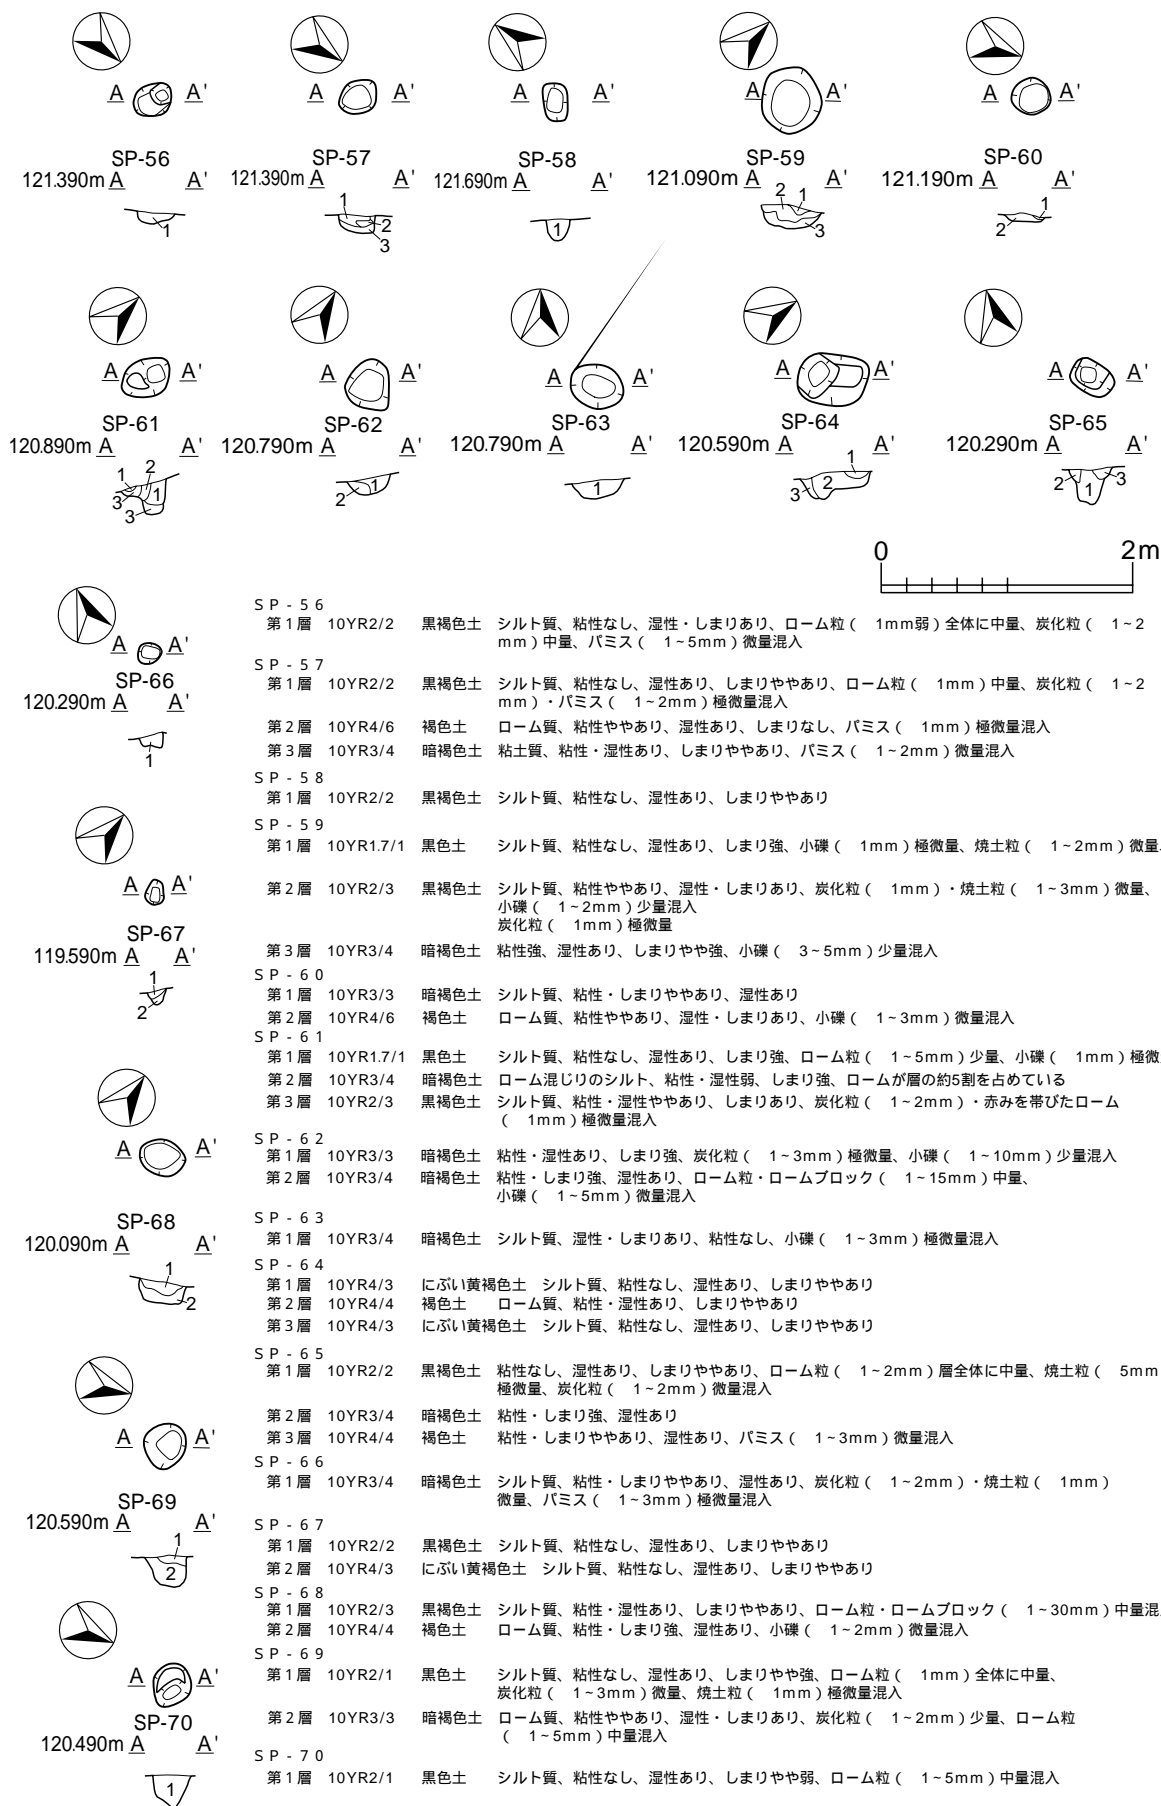 A A' A A' A A' A A' A A'
SP-56 SP-57 SP-58 SP-59 SP-60
121.390m A A' 121.390m A A' 121.690m A A' 121.090m A A' 121.190m A A'
1 1 2 3 1 2 1 3 1 2
A A' A A' A A' A A' A A'
SP-61 SP-62 SP-63 SP-64 SP-65
120.890m A A' 120.790m A A' 120.790m A A' 120.590m A A' 120.290m A A'
1 2 3 1 3 2 1 1 1 3 2 2 1 3
0 2m
A A'
SP-66
120.290m A A'
1
A A'
SP-67
119.590m A A'
1
2
A A'
SP-68
120.090m A A'
1
2
A A'
SP-69
120.590m A A'
1
2
A A'
SP-70
120.490m A A'
1
SP-56
第1層 10YR2/2 黒褐色土 シルト質、粘性なし、湿性・しまりあり、ローム粒( 1mm弱)全体に中量、炭化粒( 1~2
mm)中量、パミス( 1~5mm)微量混入
SP-57
第1層 10YR2/2 黒褐色土 シルト質、粘性なし、湿性あり、しまりややあり、ローム粒( 1mm)中量、炭化粒( 1~2
mm)・パミス( 1~2mm)極微量混入
第2層 10YR4/6 褐色土 ローム質、粘性ややあり、湿性あり、しまりなし、パミス( 1mm)極微量混入
第3層 10YR3/4 暗褐色土 粘土質、粘性・湿性あり、しまりややあり、パミス( 1~2mm)微量混入
SP-58
第1層 10YR2/2 黒褐色土 シルト質、粘性なし、湿性あり、しまりややあり
SP-59
第1層 10YR1.7/1 黒色土 シルト質、粘性なし、湿性あり、しまり強、小礫( 1mm)極微量、焼土粒( 1~2mm)微量、
第2層 10YR2/3 黒褐色土 シルト質、粘性ややあり、湿性・しまりあり、炭化粒( 1mm)・焼土粒( 1~3mm)微量、
小礫( 1~2mm)少量混入
炭化粒( 1mm)極微量
第3層 10YR3/4 暗褐色土 粘性強、湿性あり、しまりやや強、小礫( 3~5mm)少量混入
SP-60
第1層 10YR3/3 暗褐色土 シルト質、粘性・しまりややあり、湿性あり
第2層 10YR4/6 褐色土 ローム質、粘性ややあり、湿性・しまりあり、小礫( 1~3mm)微量混入
SP-61
第1層 10YR1.7/1 黒色土 シルト質、粘性なし、湿性あり、しまり強、ローム粒( 1~5mm)少量、小礫( 1mm)極微
第2層 10YR3/4 暗褐色土 ローム混じりのシルト、粘性・湿性弱、しまり強、ロームが層の約5割を占めている
第3層 10YR2/3 黒褐色土 シルト質、粘性・湿性ややあり、しまりあり、炭化粒( 1~2mm)・赤みを帯びたローム
( 1mm)極微量混入
SP-62
第1層 10YR3/3 暗褐色土 粘性・湿性あり、しまり強、炭化粒( 1~3mm)極微量、小礫( 1~10mm)少量混入
第2層 10YR3/4 暗褐色土 粘性・しまり強、湿性あり、ローム粒・ロームブロック( 1~15mm)中量、
小礫( 1~5mm)微量混入
SP-63
第1層 10YR3/4 暗褐色土 シルト質、湿性・しまりあり、粘性なし、小礫( 1~3mm)極微量混入
SP-64
第1層 10YR4/3 にぶい黄褐色土 シルト質、粘性なし、湿性あり、しまりややあり
第2層 10YR4/4 褐色土 ローム質、粘性・湿性あり、しまりややあり
第3層 10YR4/3 にぶい黄褐色土 シルト質、粘性なし、湿性あり、しまりややあり
SP-65
第1層 10YR2/2 黒褐色土 粘性なし、湿性あり、しまりややあり、ローム粒( 1~2mm)層全体に中量、焼土粒( 5mm
極微量、炭化粒( 1~2mm)微量混入
第2層 10YR3/4 暗褐色土 粘性・しまり強、湿性あり
第3層 10YR4/4 褐色土 粘性・しまりややあり、湿性あり、パミス( 1~3mm)微量混入
SP-66
第1層 10YR3/4 暗褐色土 シルト質、粘性・しまりややあり、湿性あり、炭化粒( 1~2mm)・焼土粒( 1mm)
微量、パミス( 1~3mm)極微量混入
SP-67
第1層 10YR2/2 黒褐色土 シルト質、粘性なし、湿性あり、しまりややあり
第2層 10YR4/3 にぶい黄褐色土 シルト質、粘性なし、湿性あり、しまりややあり
SP-68
第1層 10YR2/3 黒褐色土 シルト質、粘性・湿性あり、しまりややあり、ローム粒・ロームブロック( 1~30mm)中量混
第2層 10YR4/4 褐色土 ローム質、粘性・しまり強、湿性あり、小礫( 1~2mm)微量混入
SP-69
第1層 10YR2/1 黒色土 シルト質、粘性なし、湿性あり、しまりやや強、ローム粒( 1mm)全体に中量、
炭化粒( 1~3mm)微量、焼土粒( 1mm)極微量混入
第2層 10YR3/3 暗褐色土 ローム質、粘性ややあり、湿性・しまりあり、炭化粒( 1~2mm)少量、ローム粒
( 1~5mm)中量混入
SP-70
第1層 10YR2/1 黒色土 シルト質、粘性なし、湿性あり、しまりやや弱、ローム粒( 1~5mm)中量混入